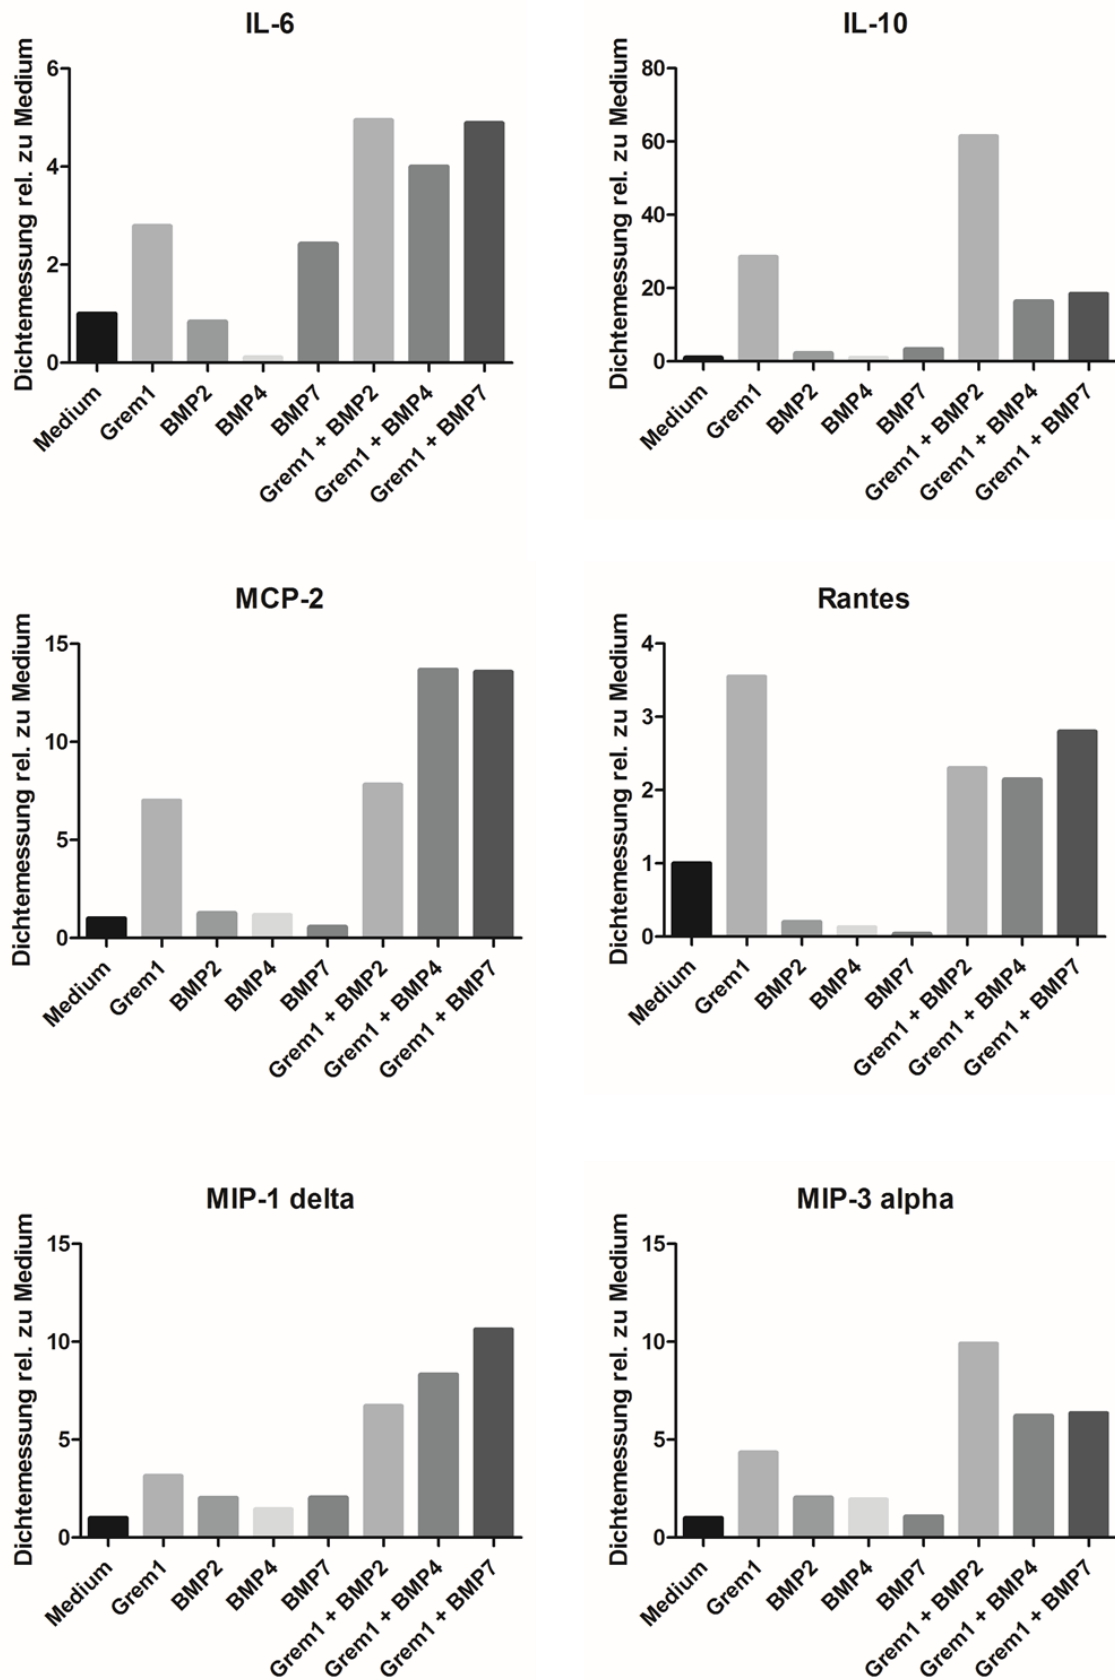 IL-6
Dichtemessung rel. zu Medium
6
4
2
0
Medium
Grem1
BMP2
BMP4
BMP7
Grem1 + BMP2
Grem1 + BMP4
Grem1 + BMP7
IL-10
Dichtemessung rel. zu Medium
80
60
40
20
0
Medium
Grem1
BMP2
BMP4
BMP7
Grem1 + BMP2
Grem1 + BMP4
Grem1 + BMP7
MCP-2
Dichtemessung rel. zu Medium
15
10
5
0
Medium
Grem1
BMP2
BMP4
BMP7
Grem1 + BMP2
Grem1 + BMP4
Grem1 + BMP7
Rantes
Dichtemessung rel. zu Medium
4
3
2
1
0
Medium
Grem1
BMP2
BMP4
BMP7
Grem1 + BMP2
Grem1 + BMP4
Grem1 + BMP7
MIP-1 delta
Dichtemessung rel. zu Medium
15
10
5
0
Medium
Grem1
BMP2
BMP4
BMP7
Grem1 + BMP2
Grem1 + BMP4
Grem1 + BMP7
MIP-3 alpha
Dichtemessung rel. zu Medium
15
10
5
0
Medium
Grem1
BMP2
BMP4
BMP7
Grem1 + BMP2
Grem1 + BMP4
Grem1 + BMP7